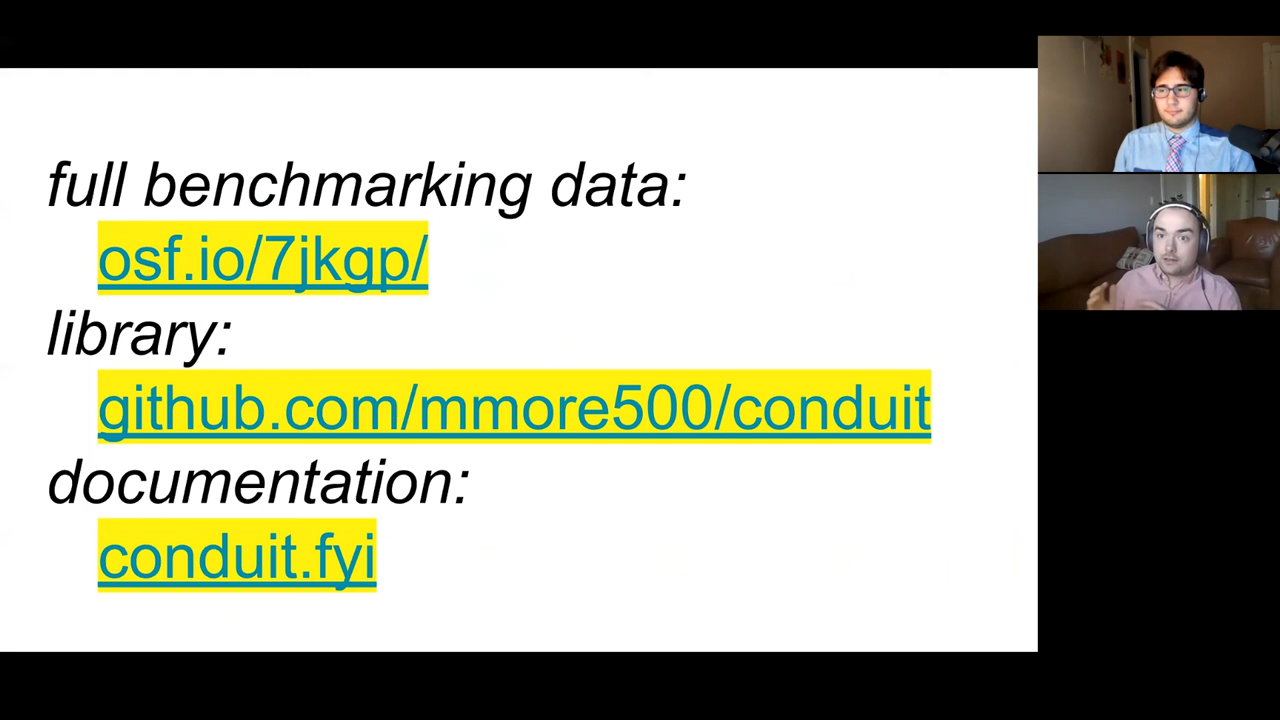 full benchmarking data:
osf.io/7jkgp/
library:
github.com/mmore500/conduit
documentation:
conduit.fyi